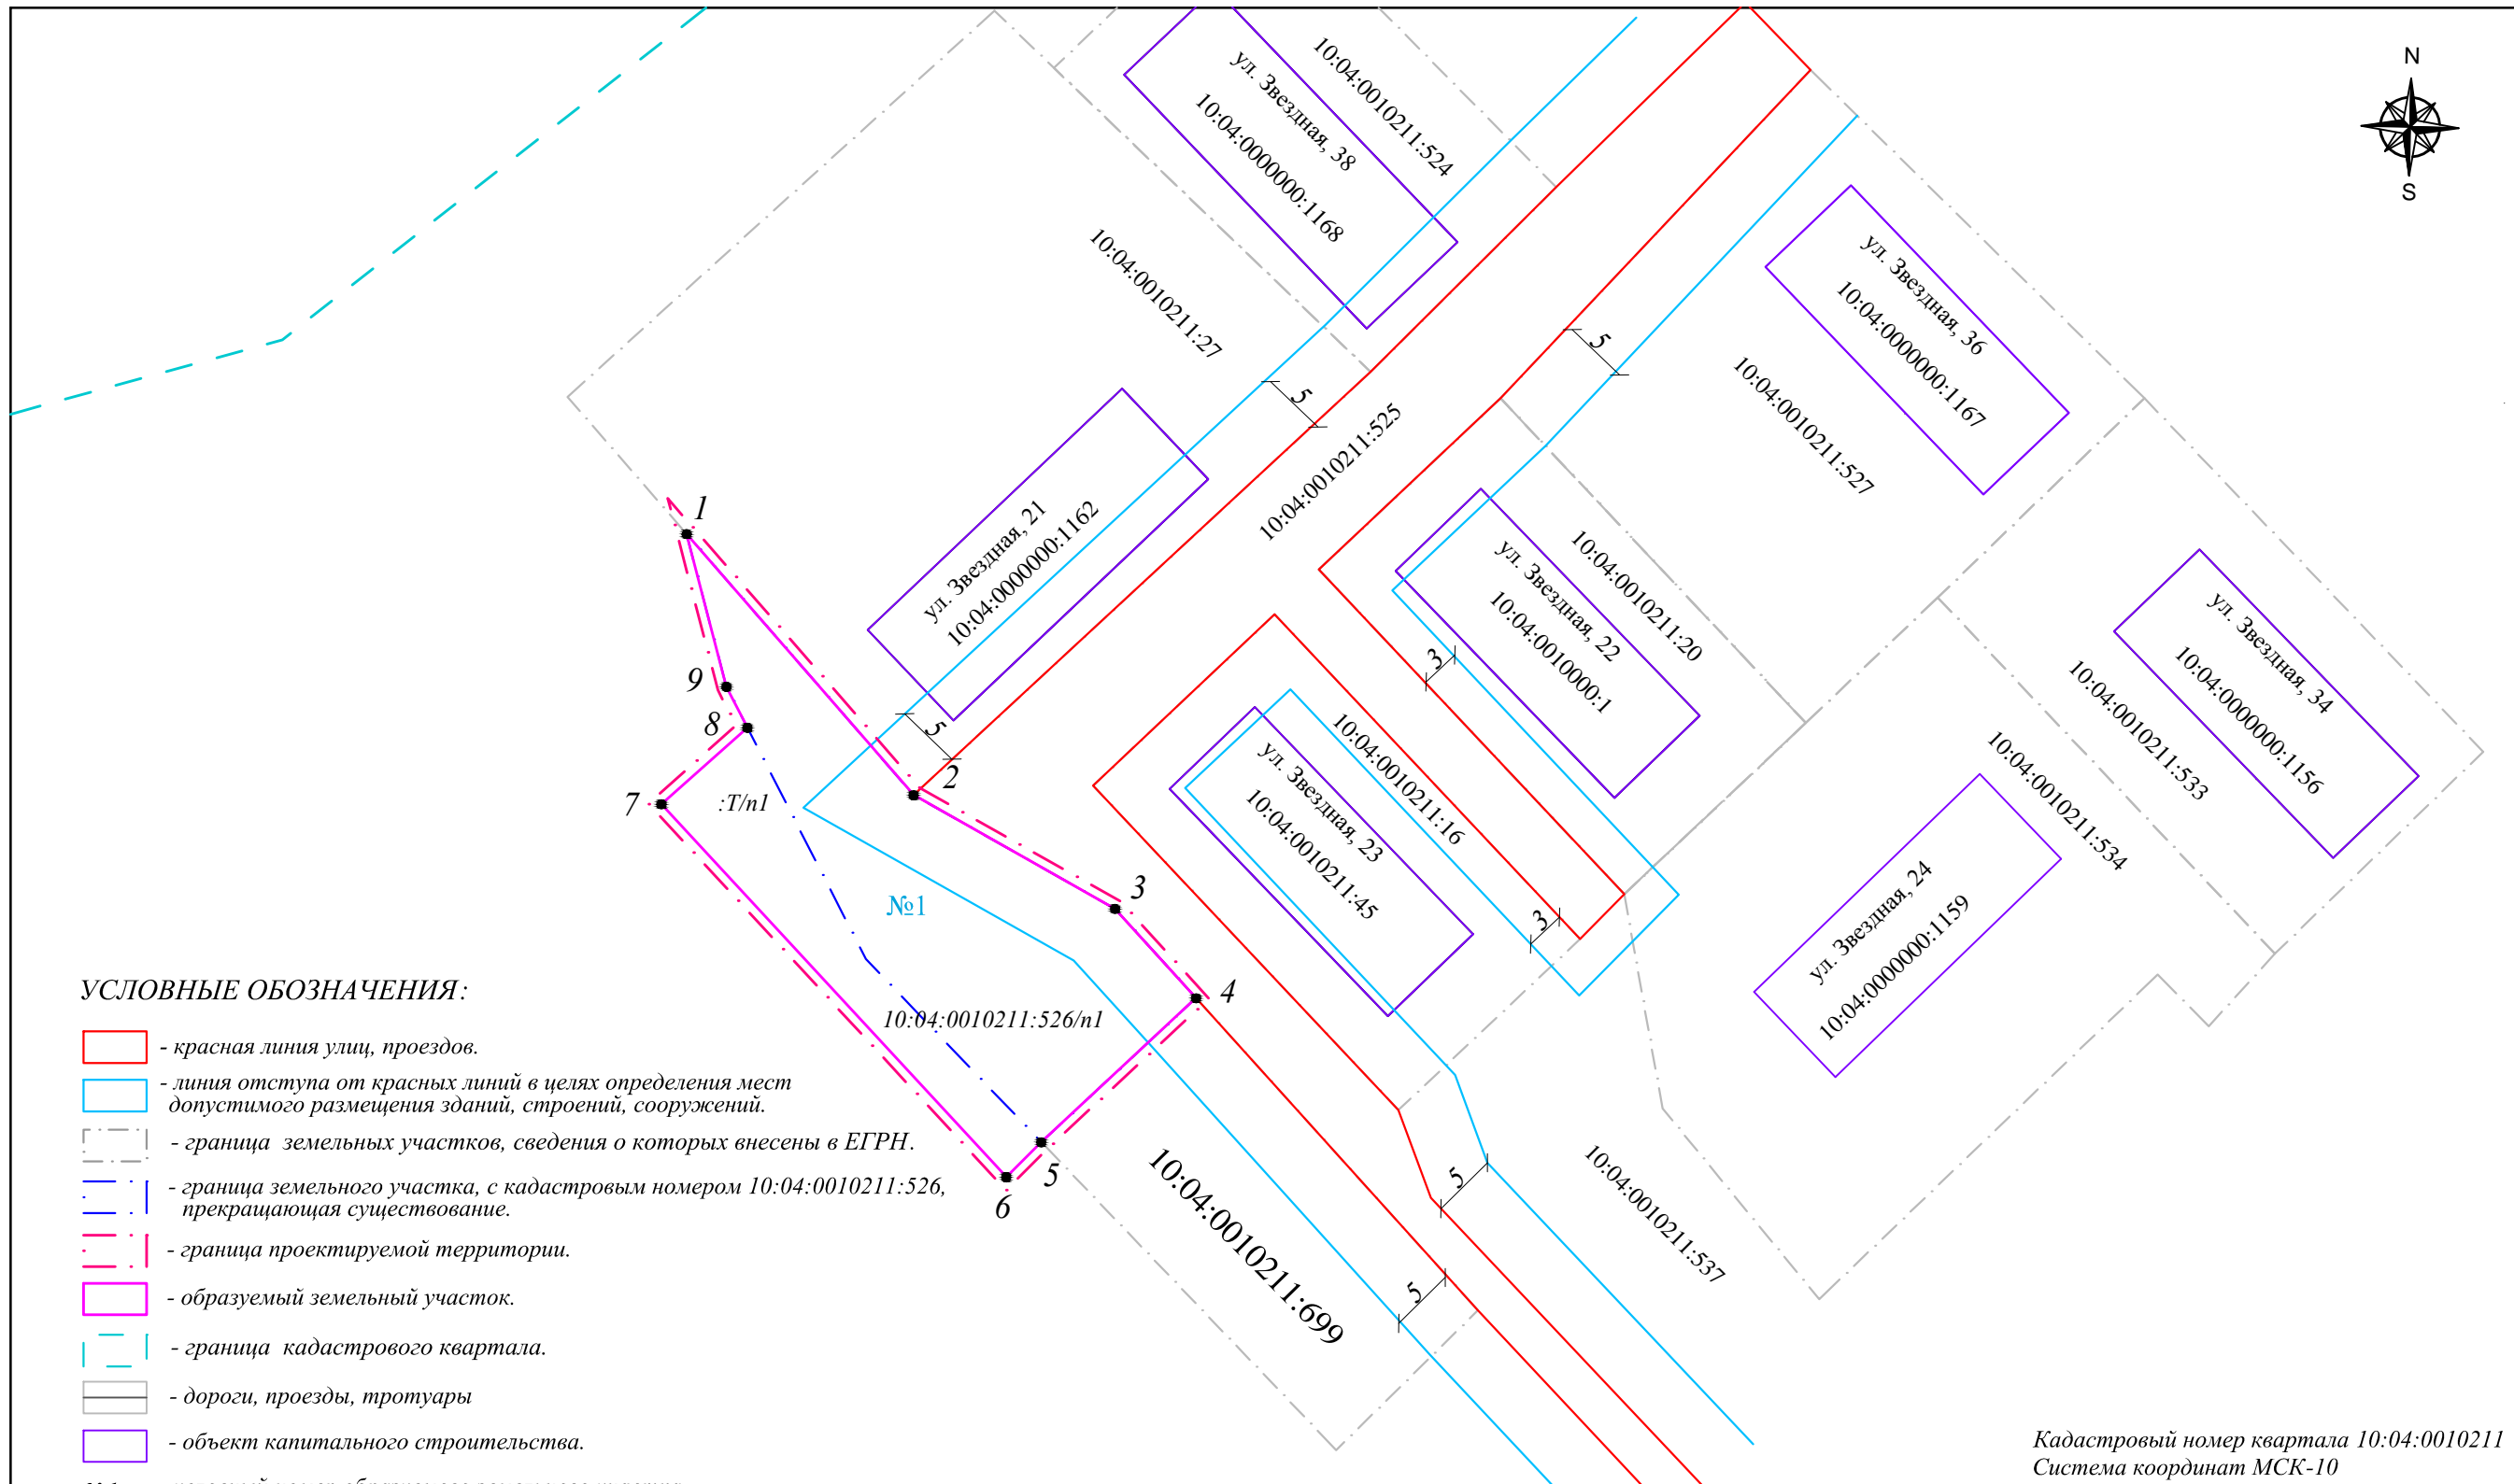 N
S
ул. Звездная, 38
10:04:0000000:1168
10:04:0010211:524
10:04:0010211:27
ул. Звездная, 36
10:04:0000000:1167
10:04:0010211:527
5
5
10:04:0010211:525
ул. Звездная, 21
10:04:0000000:1162
ул. Звездная, 22
10:04:0010000:1
10:04:0010211:20
3
ул. Звездная, 34
10:04:0000000:1156
10:04:0010211:533
10:04:0010211:534
1
9
8
7
:Т/п1
5
2
3
4
№1
ул. Звездная, 23
10:04:0010211:45
10:04:0010211:16
3
ул. Звездная, 24
10:04:0000000:1159
10:04:0010211:526/п1
5
6
10:04:0010211:699
5
5
10:04:0010211:537
УСЛОВНЫЕ ОБОЗНАЧЕНИЯ:
- красная линия улиц, проездов.
- линия отступа от красных линий в целях определения мест
допустимого размещения зданий, строений, сооружений.
- граница земельных участков, сведения о которых внесены в ЕГРН.
- граница земельного участка, с кадастровым номером 10:04:0010211:526,
прекращающая существование.
- граница проектируемой территории.
- образуемый земельный участок.
- граница кадастрового квартала.
- дороги, проезды, тротуары
- объект капитального строительства.
Кадастровый номер квартала 10:04:0010211
Система координат МСК-10